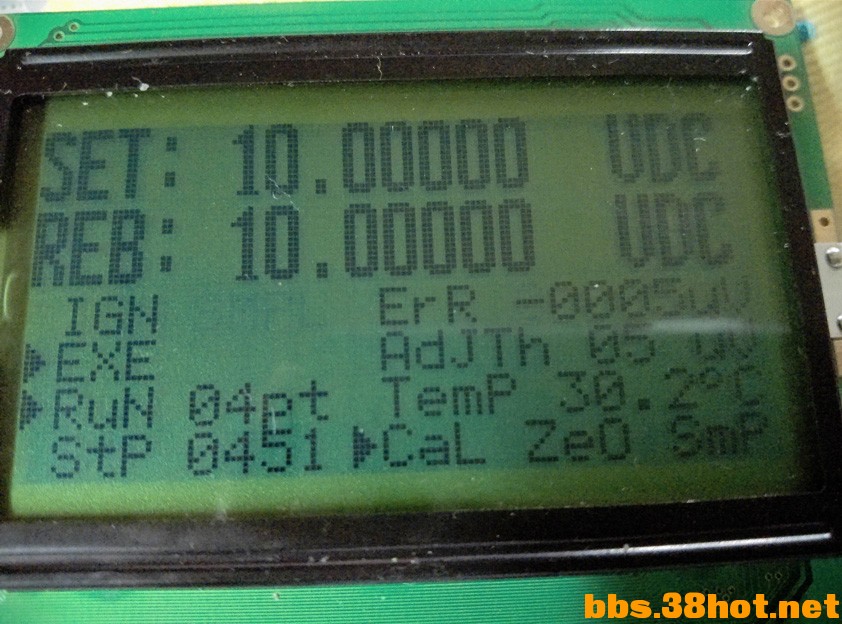 SET: 10.00000 VDC
REB: 10.00000 VDC
IGN ErR -0005uV
EXE AdJTh 05 uV
RuN 04pt TemP 30.2°C
StP 0451 CaL ZeO SmP
bbs.38hot.net